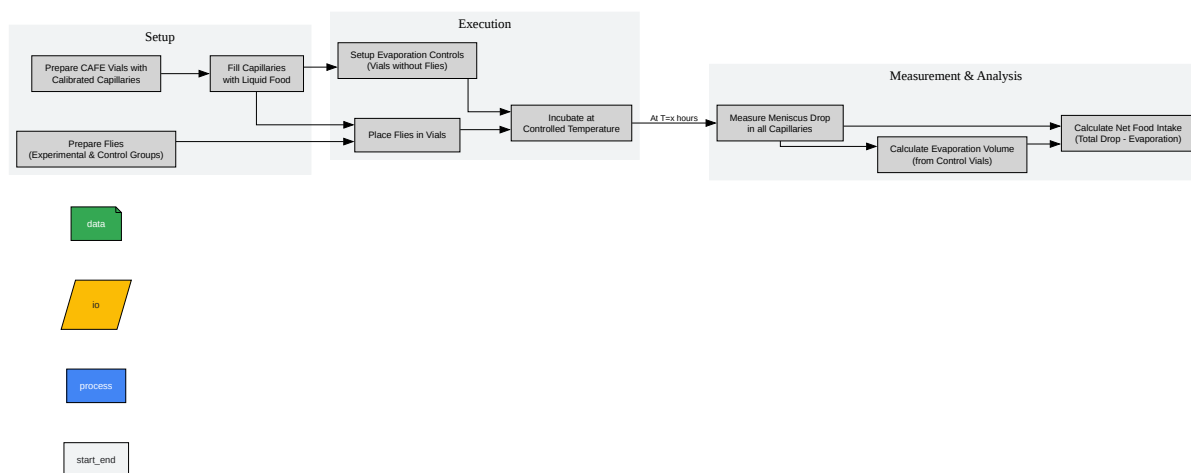 Setup
Prepare CAFE Vials with
Calibrated Capillaries
Fill Capillaries
with Liquid Food
Prepare Flies
(Experimental & Control Groups)
Execution
Setup Evaporation Controls
(Vials without Flies)
Place Flies in Vials
Incubate at
Controlled Temperature
At T=x hours
Measurement & Analysis
Measure Meniscus Drop
in all Capillaries
Calculate Evaporation Volume
(from Control Vials)
Calculate Net Food Intake
(Total Drop - Evaporation)
data
io
process
start_end